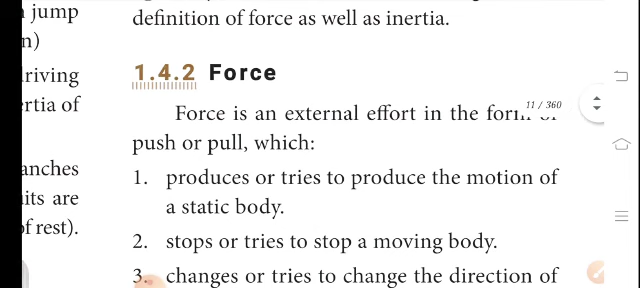 jump
definition of force as well as inertia.
n)
riving
1.4.2 Force
rtia of
Force is an external effort in the
11 / 360
push or pull, which:
anches
1. produces or tries to produce the motion of
its are
a static body.
f rest).
2. stops or tries to stop a moving body.
3. changes or tries to change the direction of